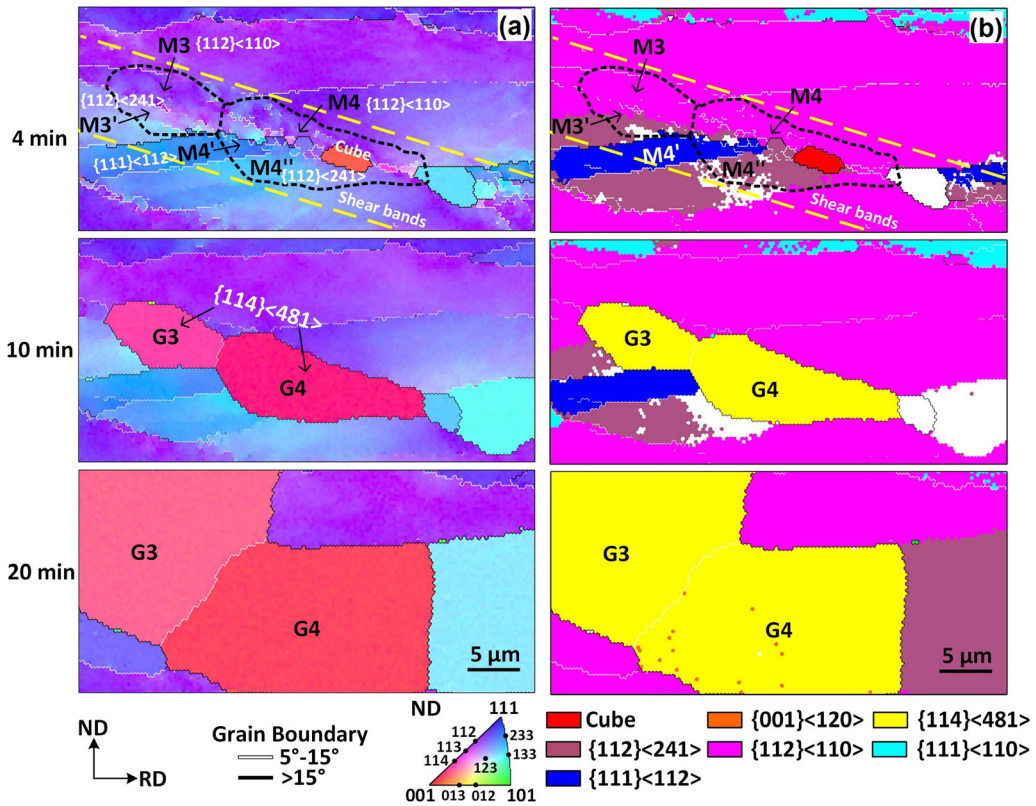 (a)
M3 {112}<110>
{112}<241>
M3'
M4 {112}<110>
M4'
Cube
{111}<112>
M4'' {112}<241>
Shear bands
4 min
(b)
M3
M4
M3'
M4'
M4''
Cube
Shear bands
10 min
{114}<481>
G3
G4
G3
G4
20 min
G3
G4
5 μm
G3
G4
5 μm
ND
RD
Grain Boundary
5°-15°
>15°
ND
111
112
113
114
233
133
123
001
013
012
101
Cube
{001}<120>
{114}<481>
{112}<241>
{112}<110>
{111}<110>
{111}<112>